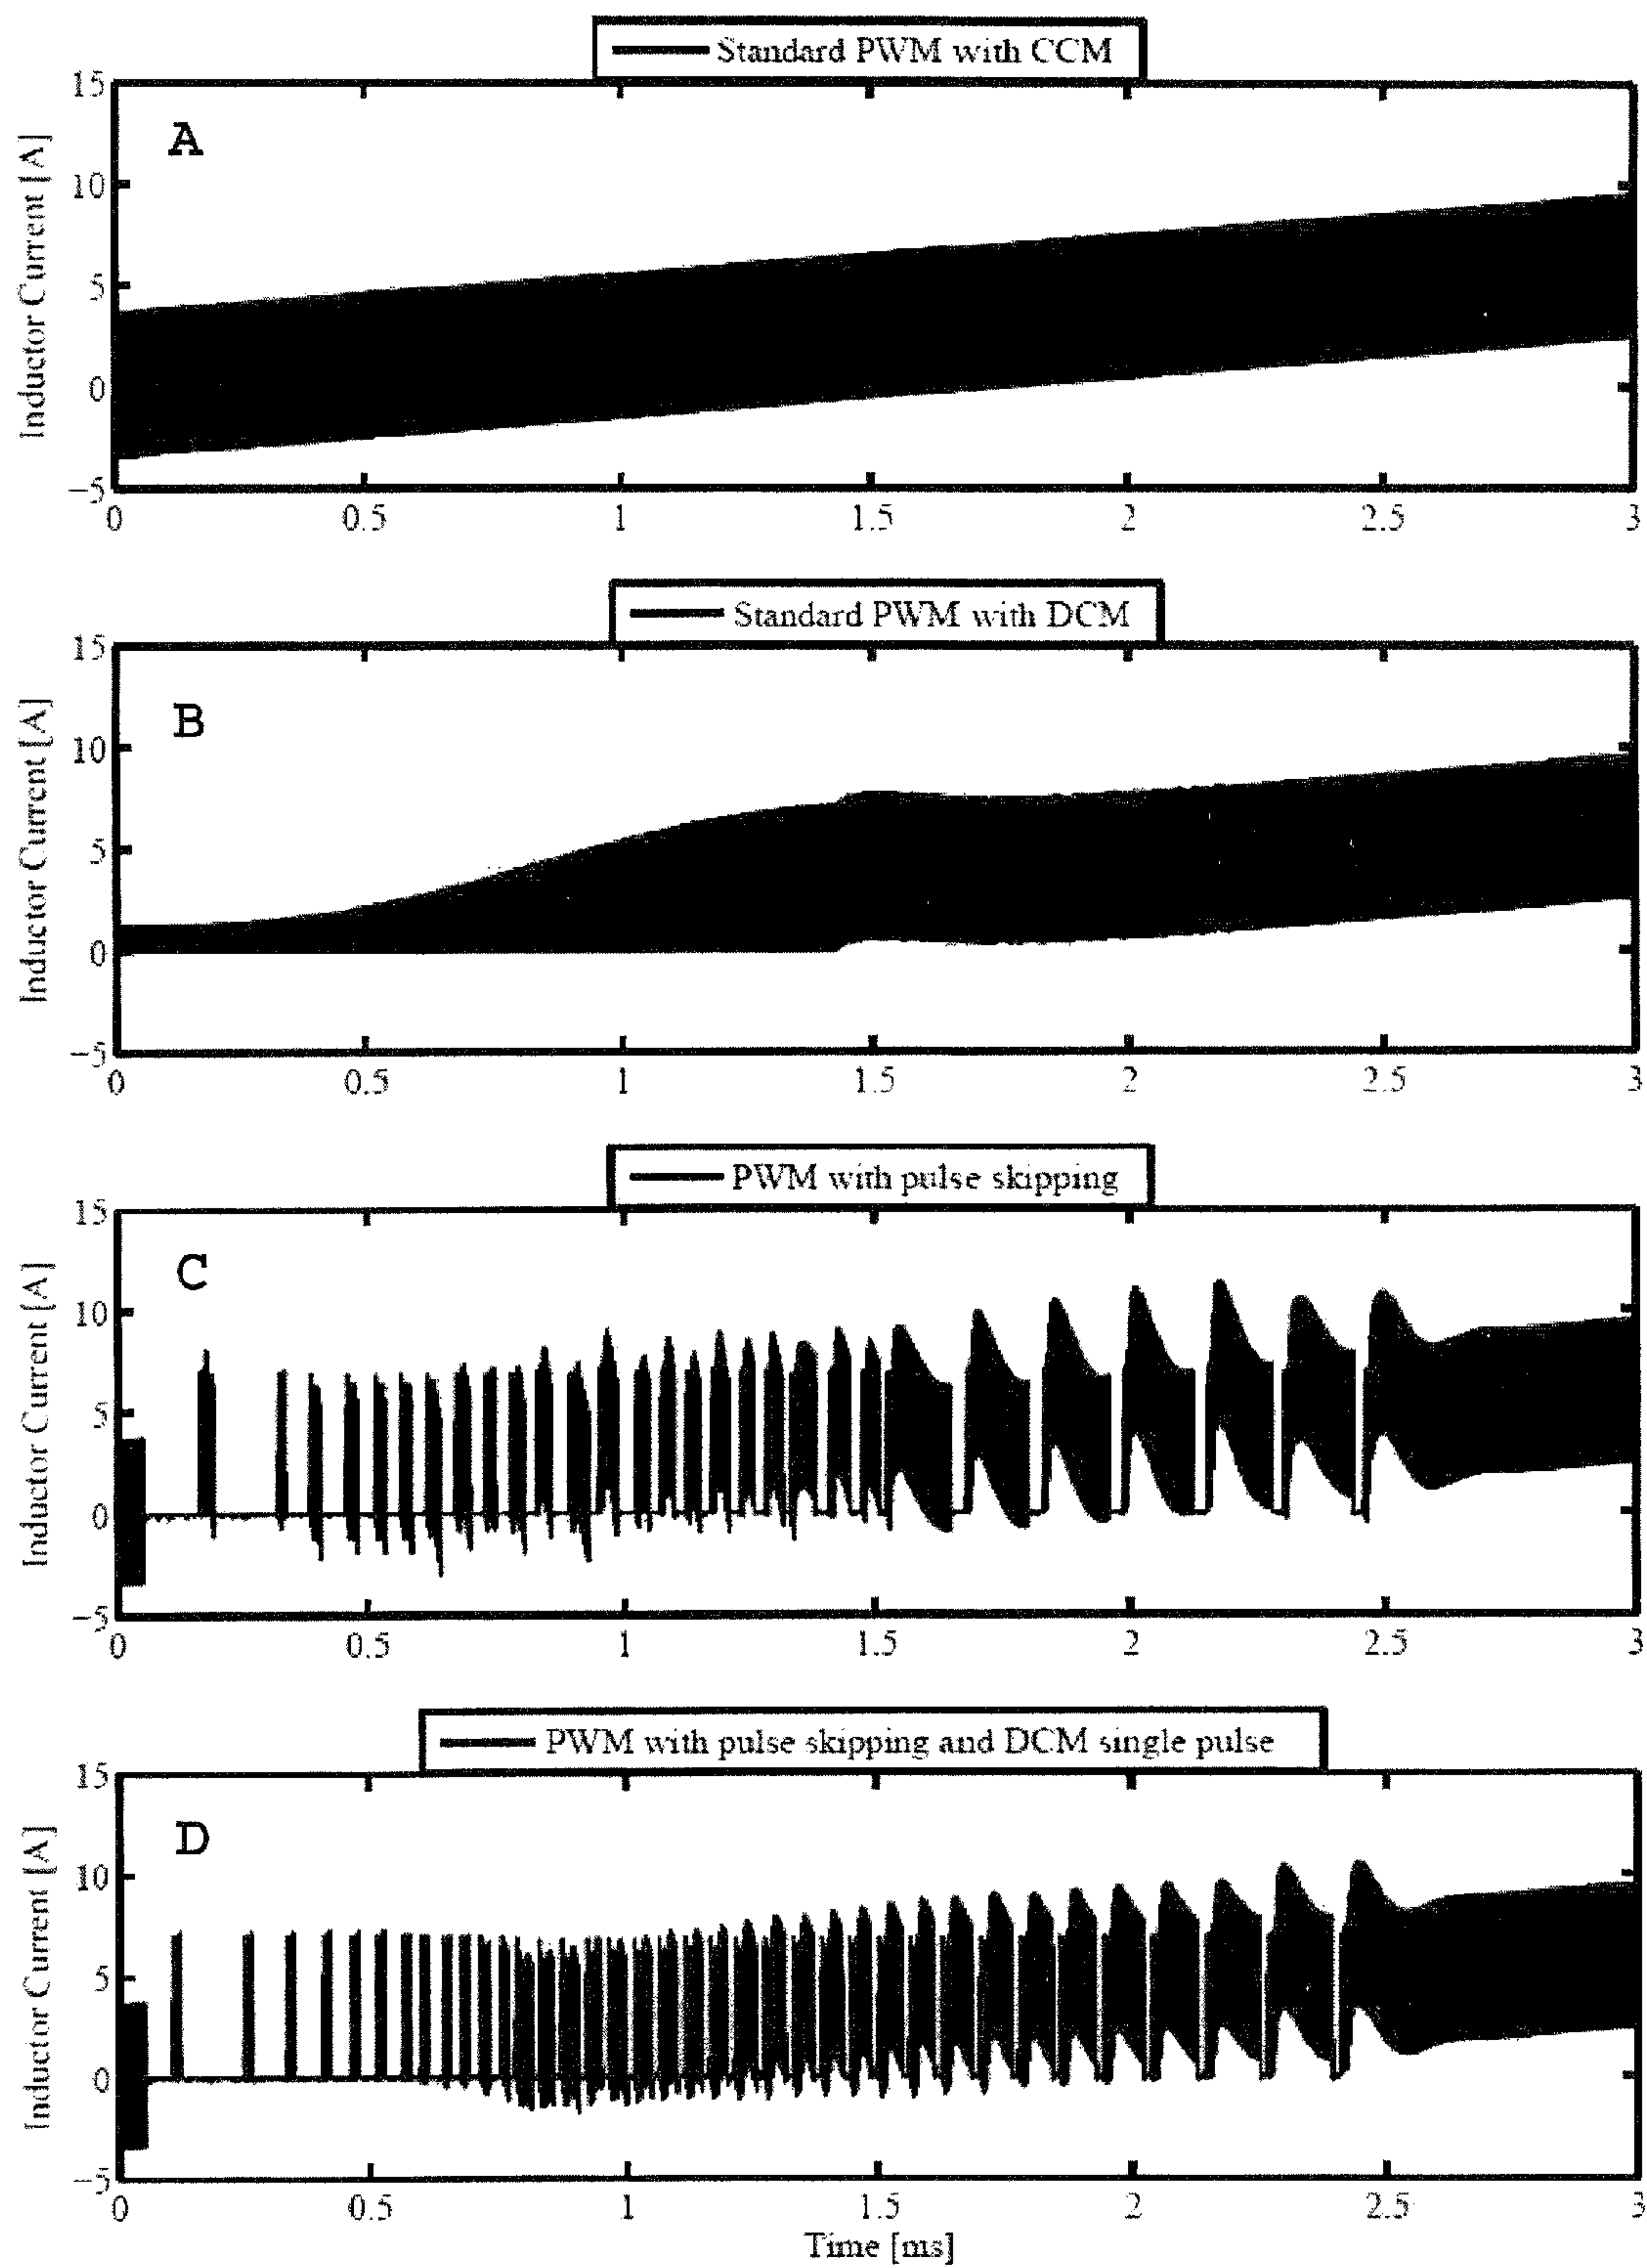 Standard PWM with CCM
A
Inductor Current [A]
15
10
5
0
−5
0 0.5 1 1.5 2 2.5 3
Standard PWM with DCM
B
Inductor Current [A]
15
10
5
0
−5
0 0.5 1 1.5 2 2.5 3
PWM with pulse skipping
C
Inductor Current [A]
15
10
5
0
−5
0 0.5 1 1.5 2 2.5 3
PWM with pulse skipping and DCM single pulse
D
Inductor Current [A]
15
10
5
0
−5
0 0.5 1 1.5 2 2.5 3
Time [ms]